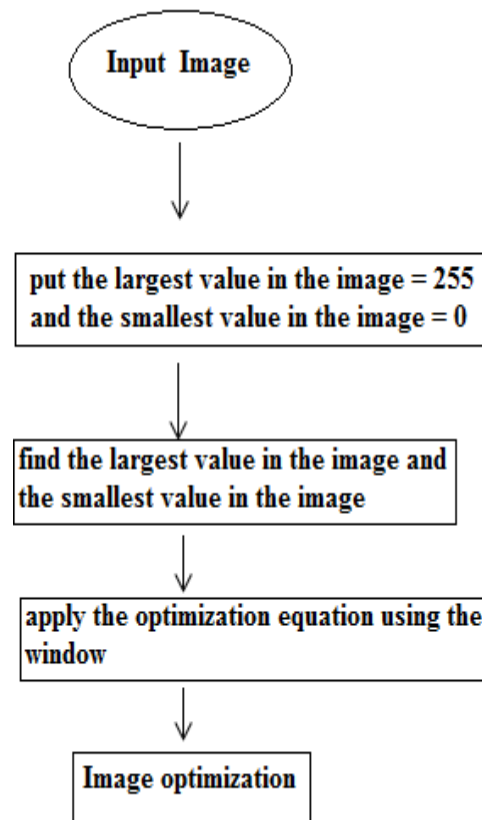 Input Image
put the largest value in the image = 255
and the smallest value in the image = 0
find the largest value in the image and
the smallest value in the image
apply the optimization equation using the
window
Image optimization